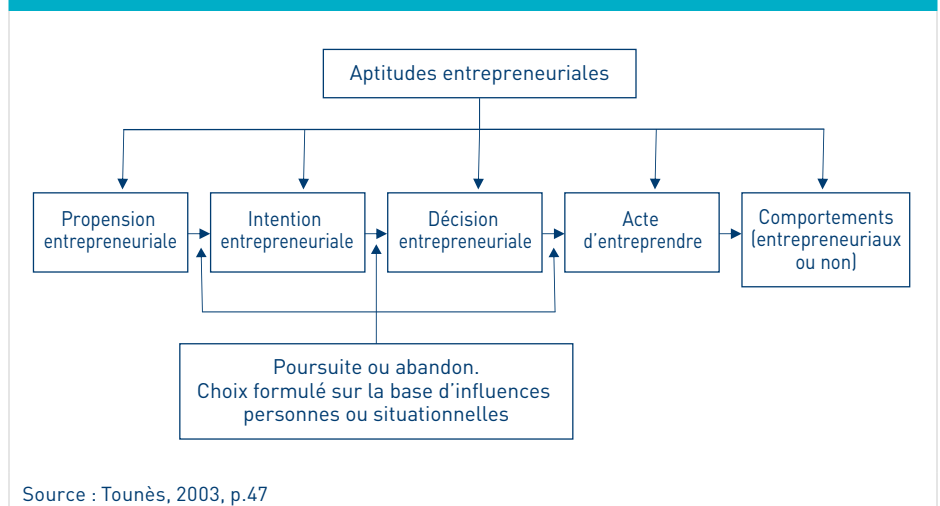 Aptitudes entrepreneuriales
Propension
entrepreneuriale
Intention
entrepreneuriale
Décision
entrepreneuriale
Acte
d'entreprendre
Comportements
(entrepreneuriaux
ou non)
Poursuite ou abandon.
Choix formulé sur la base d'influences
personnes ou situationnelles
Source : Tounès, 2003, p.47